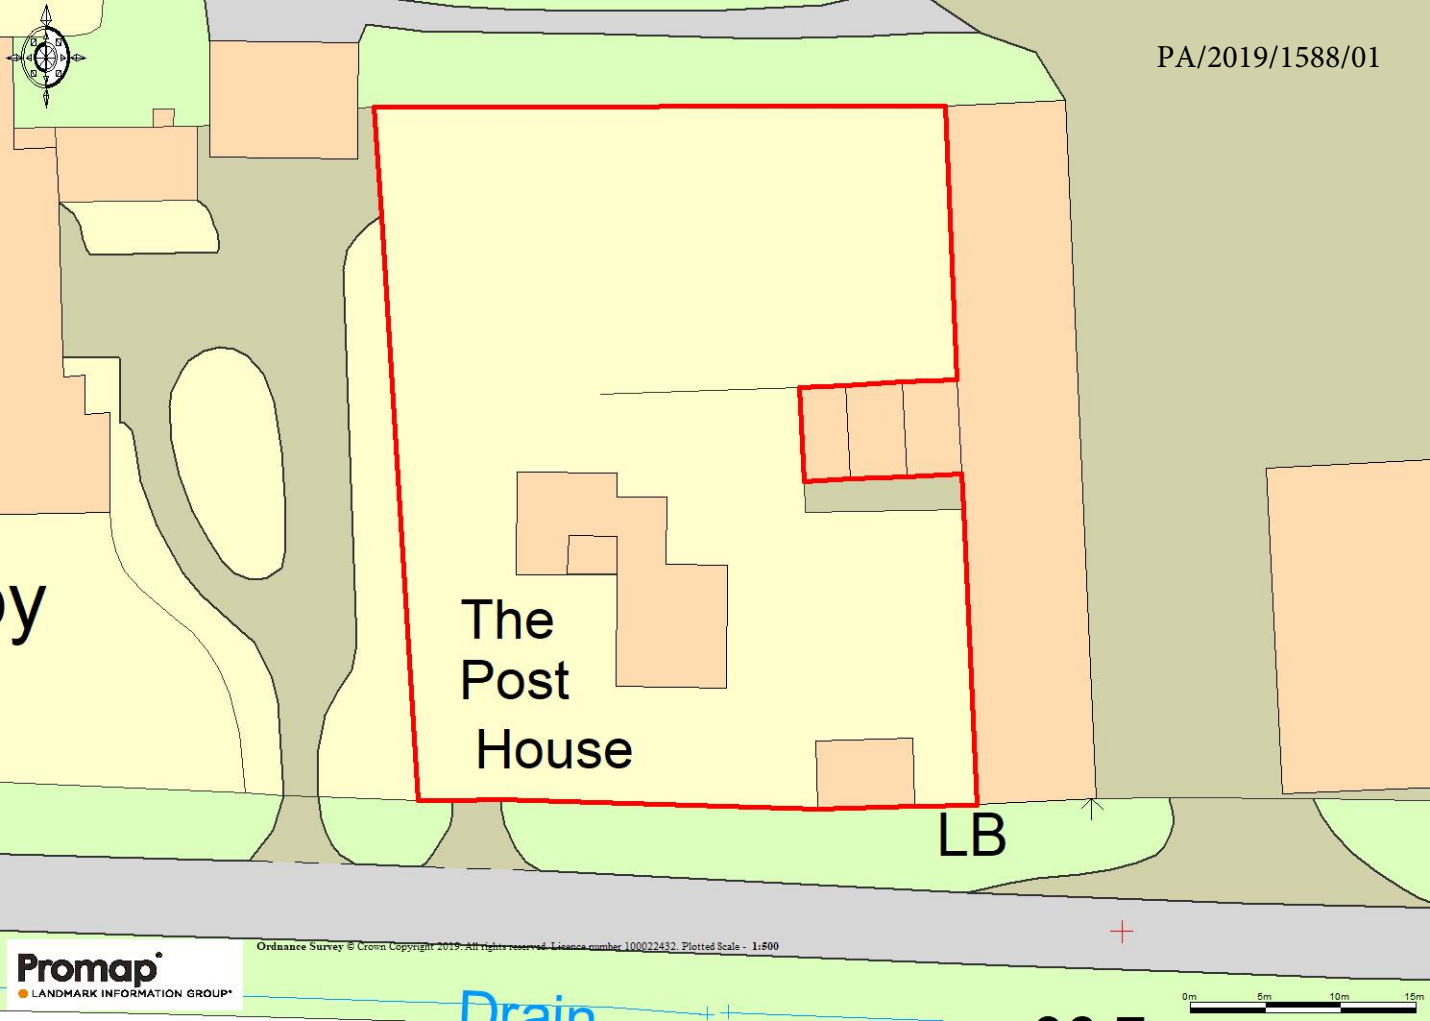 PA/2019/1588/01
The
Post
House
LB
Ordnance Survey © Crown Copyright 2019. All rights reserved. Licence number 100022432. Plotted Scale - 1:500
Promap
LANDMARK INFORMATION GROUP
Drain
0m 5m 10m 15m